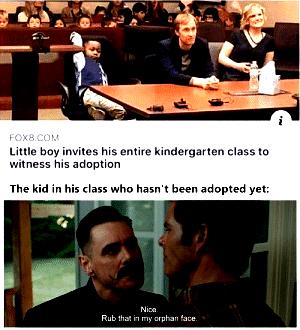 FOX8.COM
Little boy invites his entire kindergarten class to
witness his adoption
The kid in his class who hasn't been adopted yet:
Nice.
Rub that in my orphan face.